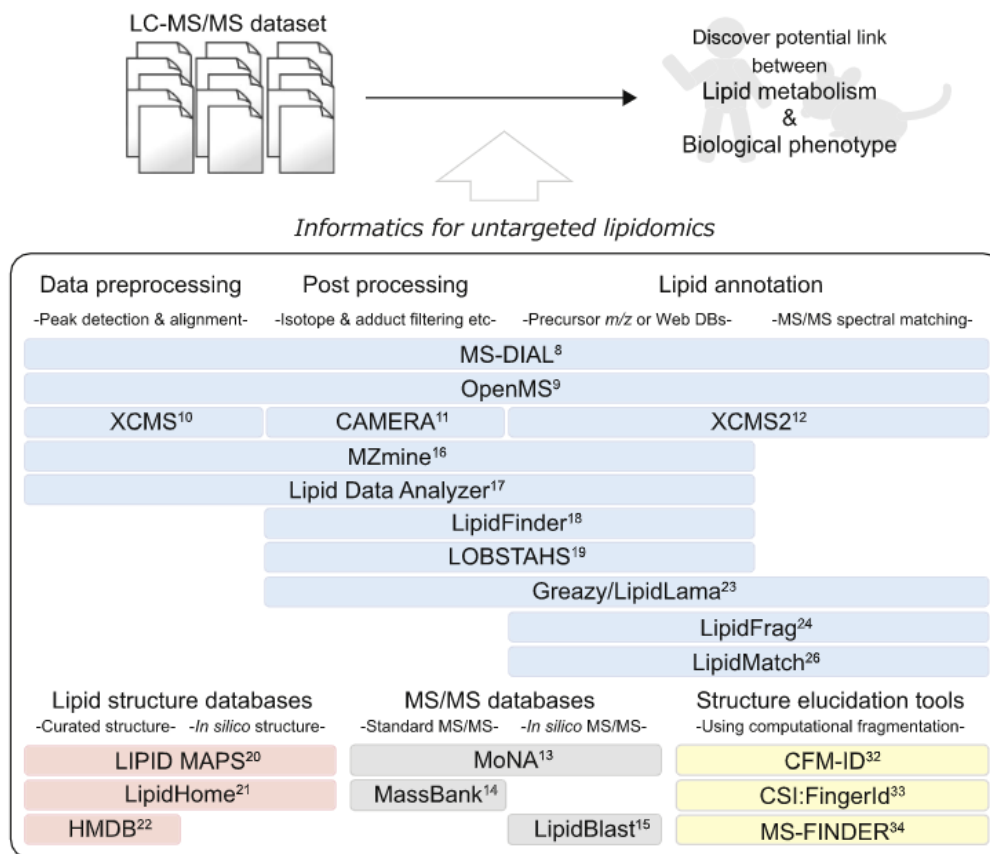 LC-MS/MS dataset
Discover potential link
between
Lipid metabolism
&
Biological phenotype
Informatics for untargeted lipidomics
Data preprocessing Post processing Lipid annotation
-Peak detection & alignment- -Isotope & adduct filtering etc- -Precursor m/z or Web DBs- -MS/MS spectral matching-
MS-DIAL⁸
OpenMS⁹
XCMS¹⁰ CAMERA¹¹ XCMS2¹²
MZmine¹⁶
Lipid Data Analyzer¹⁷
LipidFinder¹⁸
LOBSTAHS¹⁹
Greazy/LipidLama²³
LipidFrag²⁴
LipidMatch²⁶
Lipid structure databases MS/MS databases Structure elucidation tools
-Curated structure- -In silico structure- -Standard MS/MS- -In silico MS/MS- -Using computational fragmentation-
LIPID MAPS²⁰ MoNA¹³ CFM-ID³²
LipidHome²¹ MassBank¹⁴ CSI:FingerId³³
HMDB²² LipidBlast¹⁵ MS-FINDER³⁴